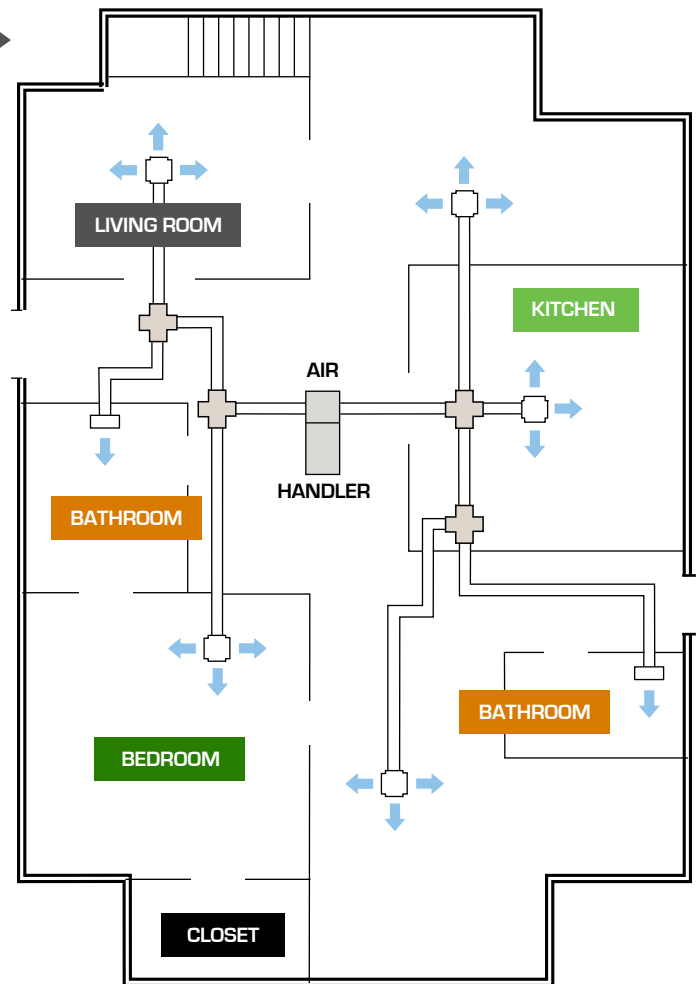 LIVING ROOM
KITCHEN
AIR
HANDLER
BATHROOM
BATHROOM
BEDROOM
CLOSET